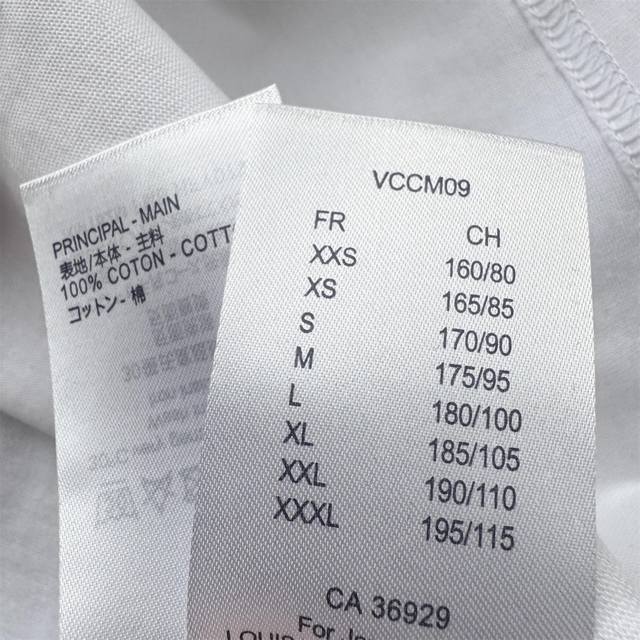 PRINCIPAL - MAIN
表地/本体 - 主料
100% COTON - COTT
コットン - 棉
VCCM09
FR CH
XXS 160/80
XS 165/85
S 170/90
M 175/95
L 180/100
XL 185/105
XXL 190/110
XXXL 195/115
CA 36929
For
LOUIS